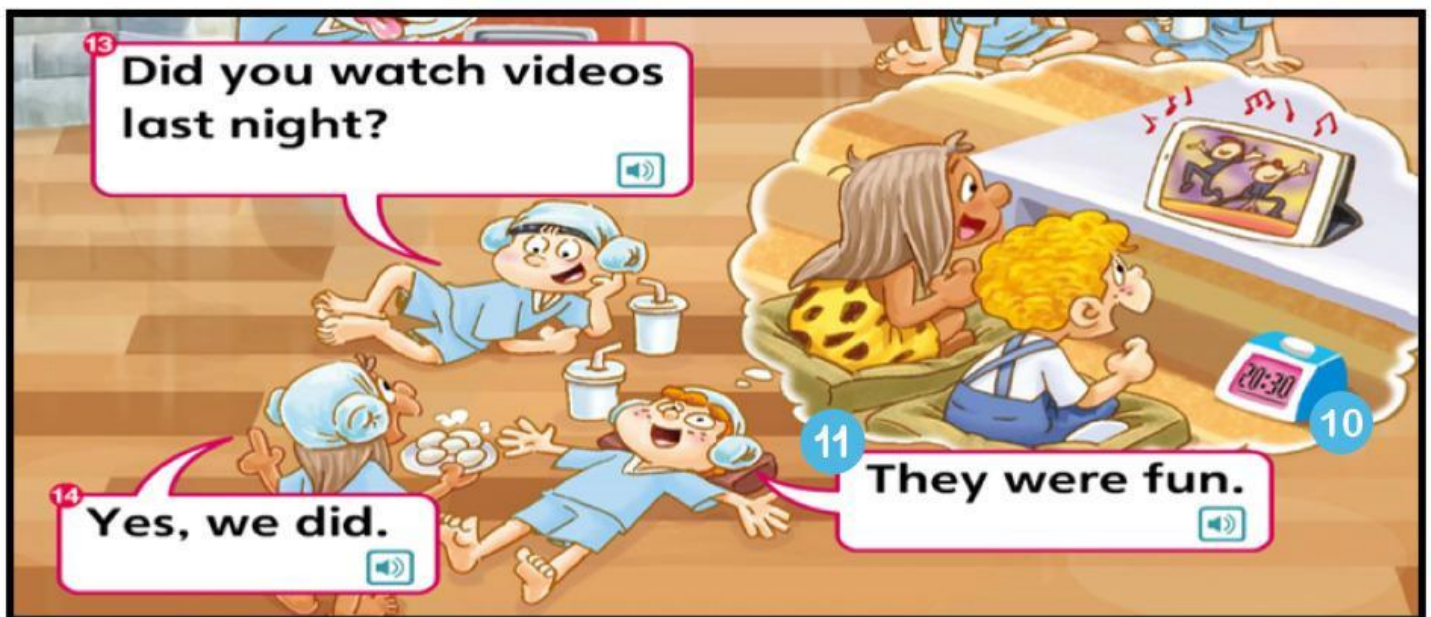 13
Did you watch videos
last night?
20:30
10
11
They were fun.
14
Yes, we did.